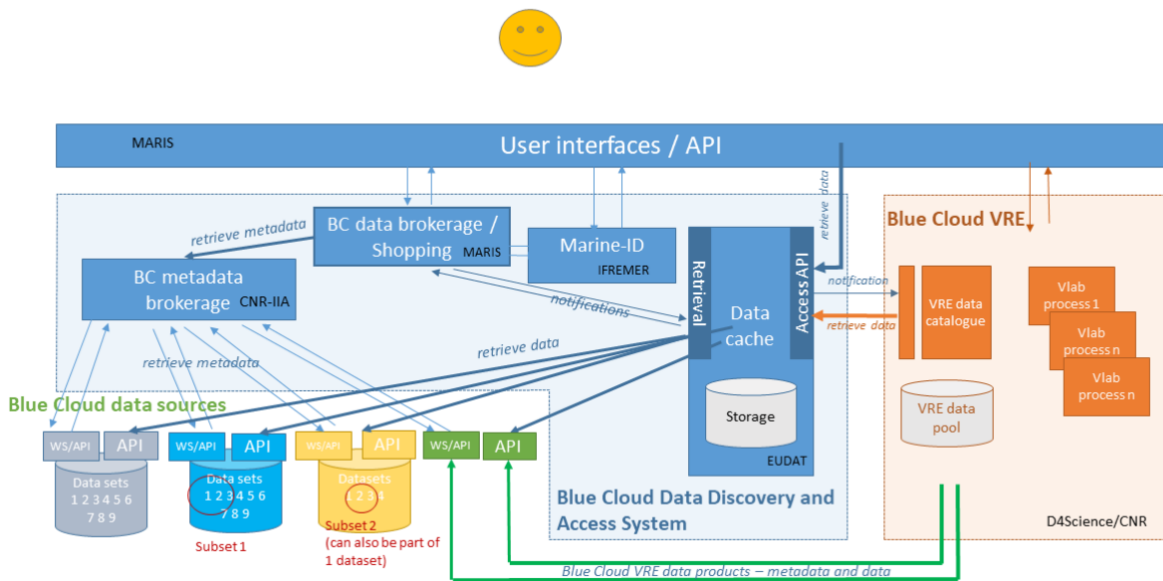 MARIS
User interfaces / API
retrieve data
BC data brokerage /
Shopping
MARIS
retrieve metadata
Marine-ID
IFREMER
BC metadata
brokerage
CNR-IIA
notifications
Retrieval
Data
cache
Access API
Storage
EUDAT
notification
retrieve data
Blue Cloud VRE
VRE data
catalogue
Vlab
process 1
Vlab
process n
Vlab
process n
VRE data
pool
D4Science/CNR
retrieve metadata
retrieve data
Blue Cloud data sources
WS/API
API
WS/API
API
WS/API
API
WS/API
API
Data sets
1 2 3 4 5 6
7 8 9
Data sets
1 2 3 4 5 6
7 8 9
Datasets
1 2 3 4
Subset 1
Subset 2
(can also be part of
1 dataset)
Blue Cloud Data Discovery and
Access System
Blue Cloud VRE data products – metadata and data